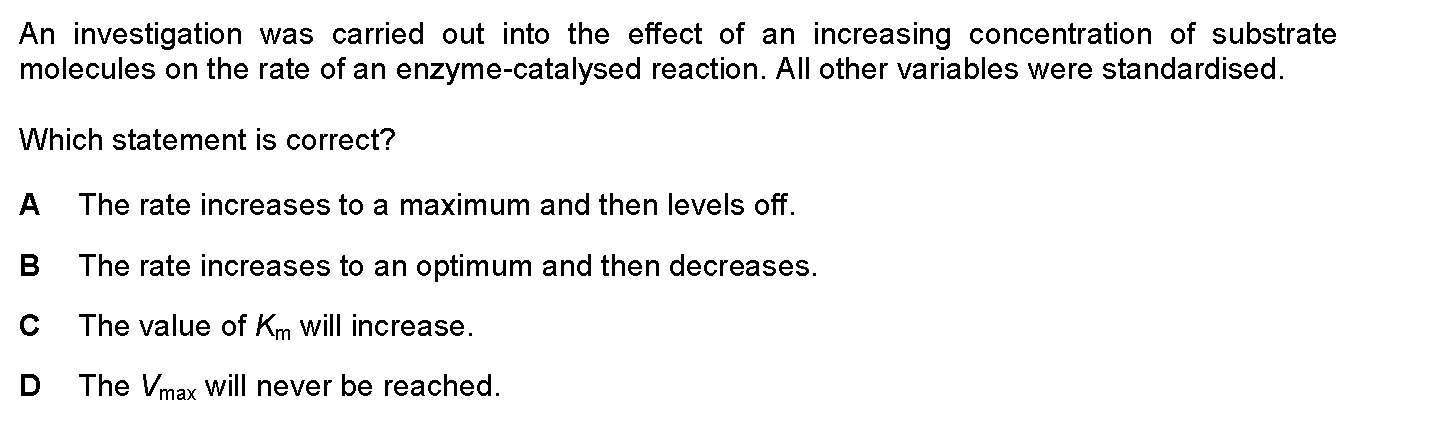 An investigation was carried out into the effect of an increasing concentration of substrate
molecules on the rate of an enzyme-catalysed reaction. All other variables were standardised.
Which statement is correct?
A The rate increases to a maximum and then levels off.
B The rate increases to an optimum and then decreases.
C The value of Km will increase.
D The Vmax will never be reached.